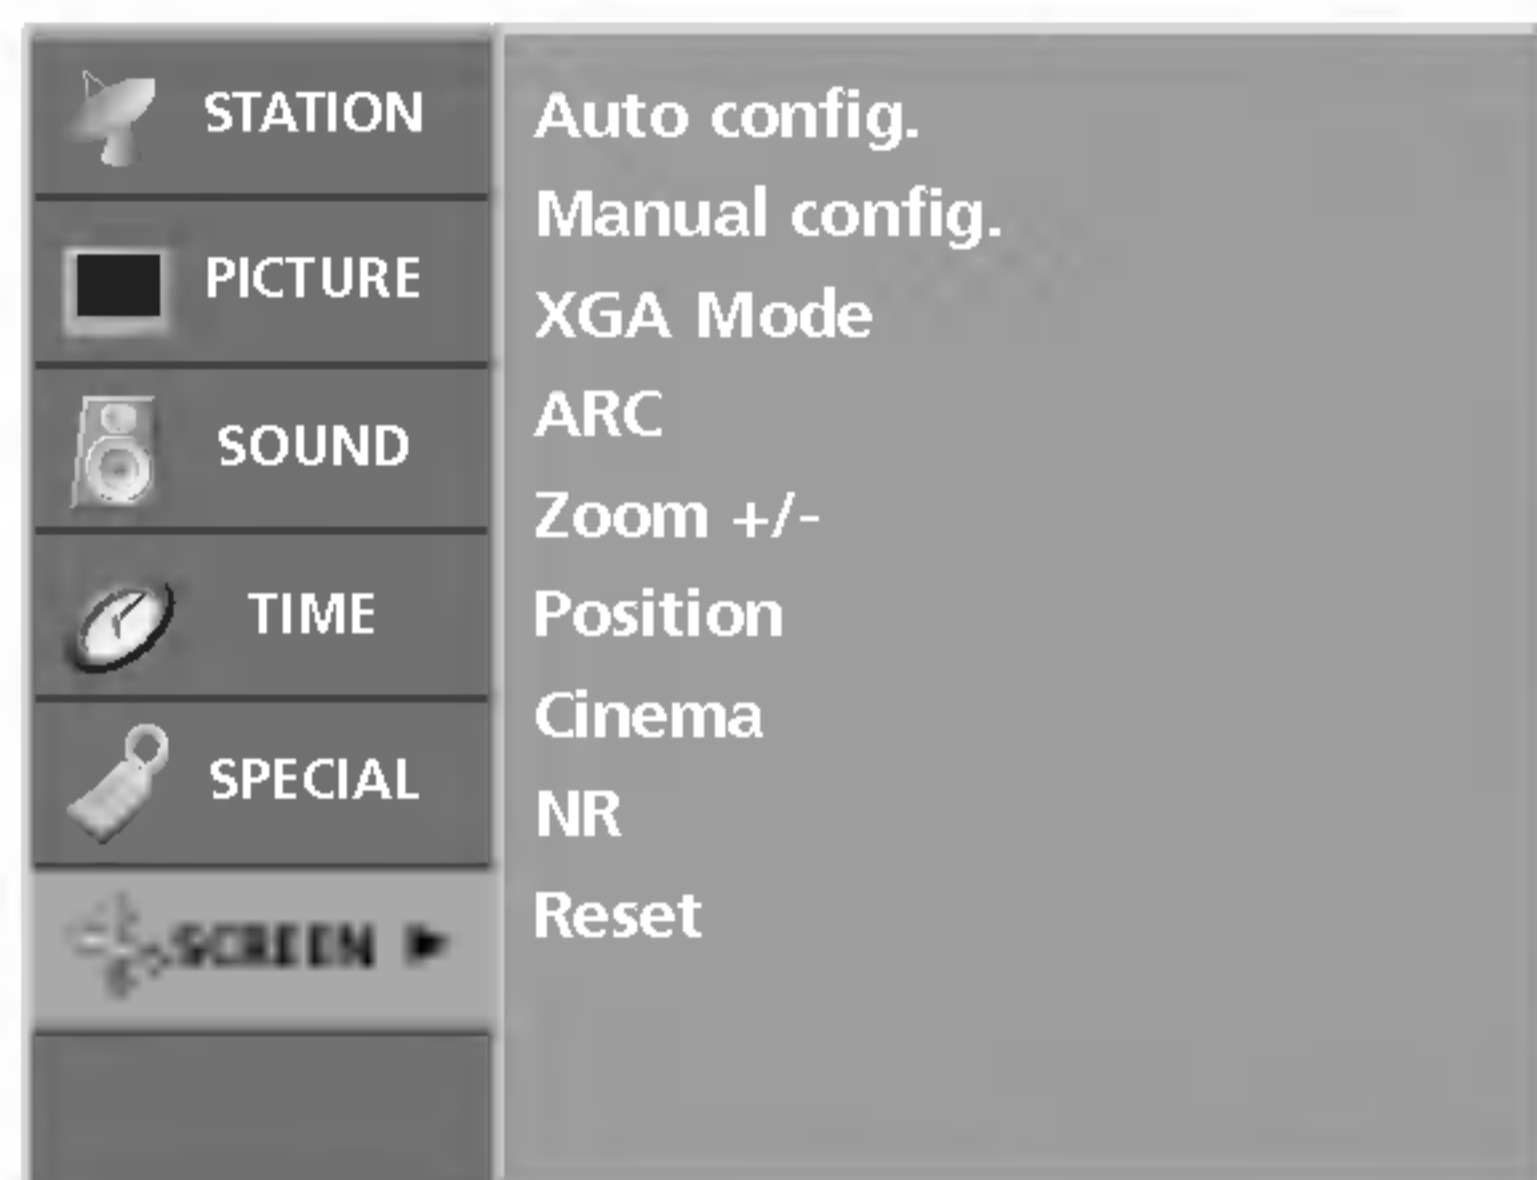 STATION
PICTURE
SOUND
TIME
SPECIAL
SCREEN ►
Auto config.
Manual config.
XGA Mode
ARC
Zoom +/-
Position
Cinema
NR
Reset